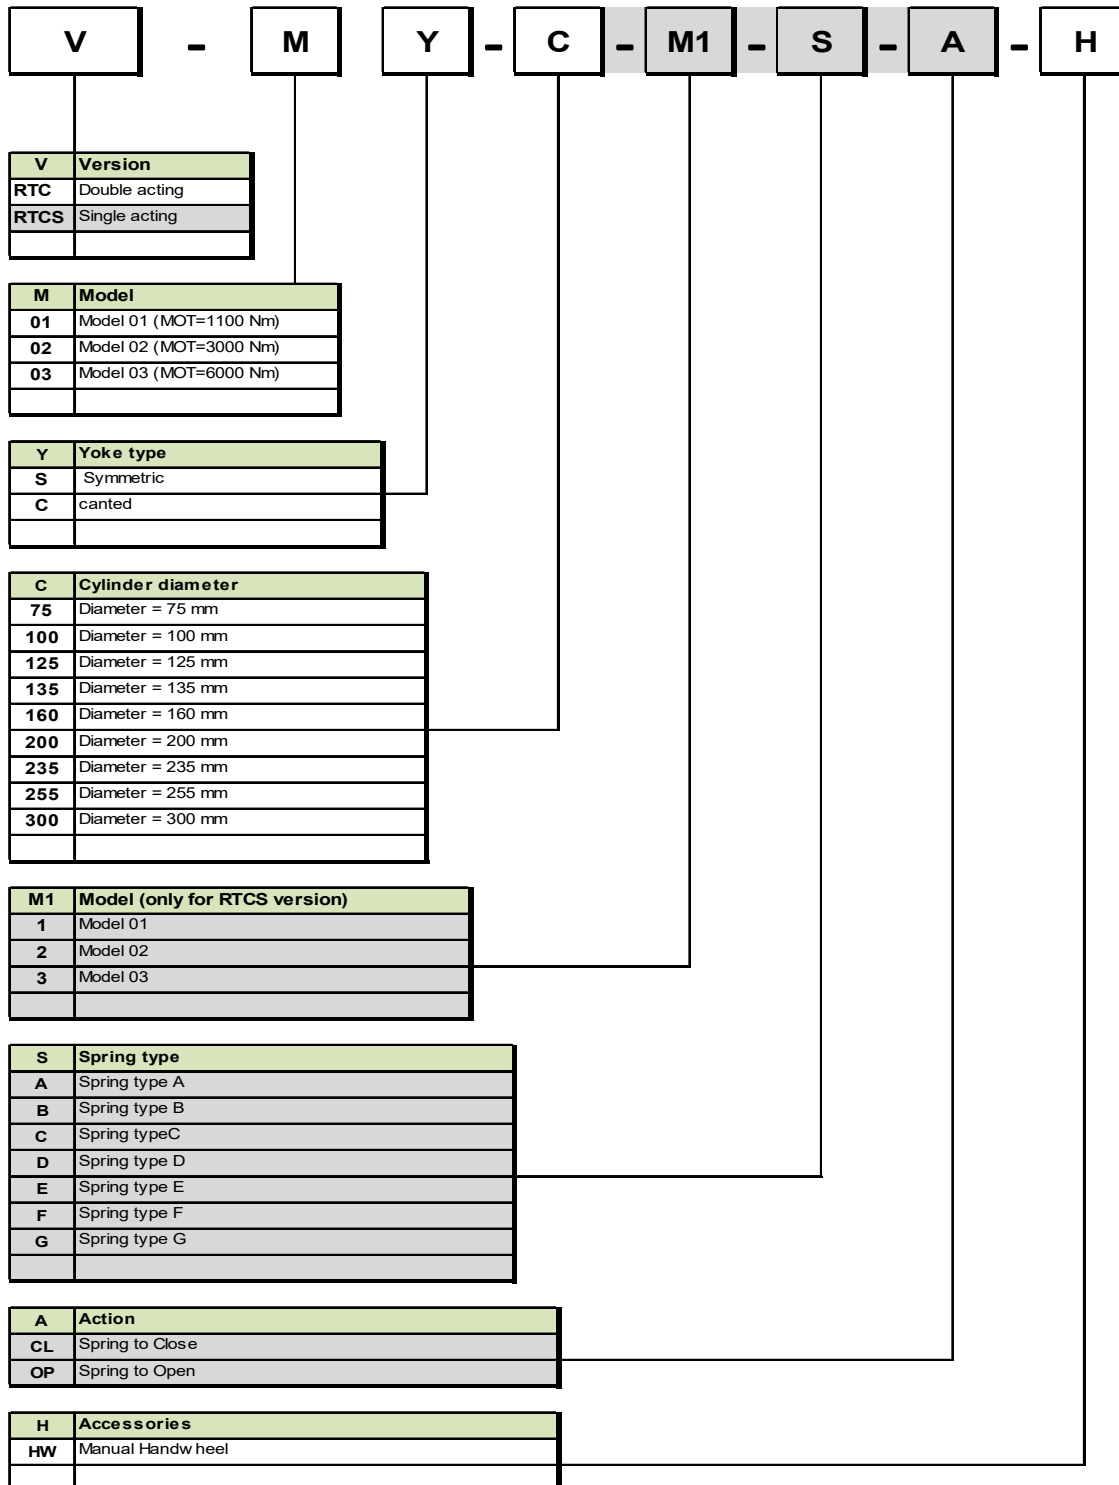 V - M Y - C - M1 - S - A - H
V Version
RTC Double acting
RTCS Single acting
M Model
01 Model 01 (MOT=1100 Nm)
02 Model 02 (MOT=3000 Nm)
03 Model 03 (MOT=6000 Nm)
Y Yoke type
S Symmetric
C canted
C Cylinder diameter
75 Diameter = 75 mm
100 Diameter = 100 mm
125 Diameter = 125 mm
135 Diameter = 135 mm
160 Diameter = 160 mm
200 Diameter = 200 mm
235 Diameter = 235 mm
255 Diameter = 255 mm
300 Diameter = 300 mm
M1 Model (only for RTCS version)
1 Model 01
2 Model 02
3 Model 03
S Spring type
A Spring type A
B Spring type B
C Spring typeC
D Spring type D
E Spring type E
F Spring type F
G Spring type G
A Action
CL Spring to Close
OP Spring to Open
H Accessories
HW Manual Handwheel